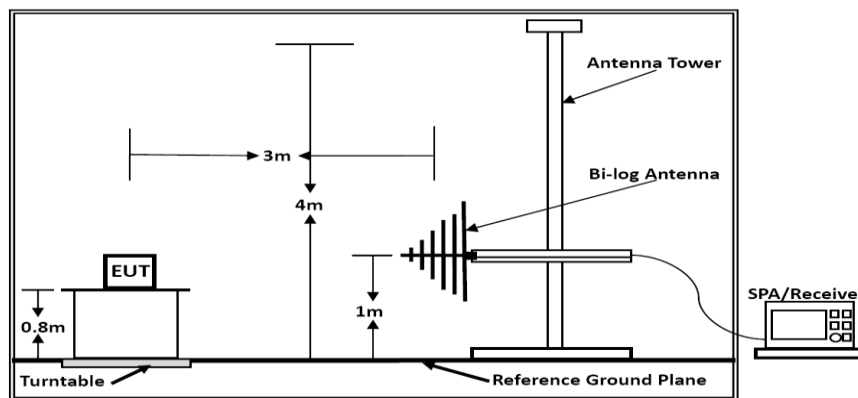 Antenna Tower
3m
Bi-log Antenna
4m
EUT
1m
0.8m
SPA/Receive
Turntable
Reference Ground Plane